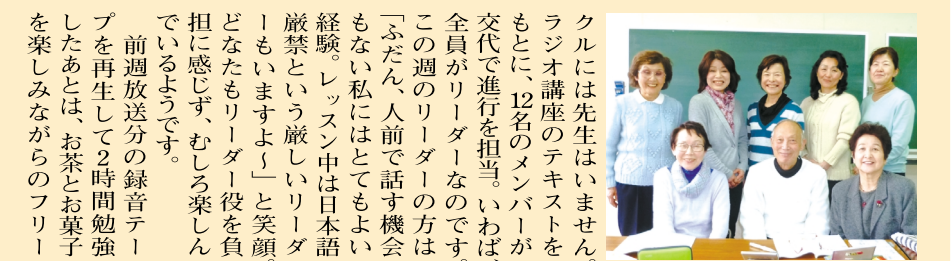 クルには先生はいません。
ラジオ講座のテキストを
もとに、12名のメンバーが
交代で進行を担当。いわば、
全員がリーダーなのです。
この週のリーダーの方は
「ふだん、人前で話す機会
もない私にはとてもよい
経験。レッスン中は日本語
厳禁という厳しいリーダ
ーもいますよ～」と笑顔。
どなたもリーダー役を負
担に感じず、むしろ楽しん
でいるようです。
前週放送分の録音テー
プを再生して2時間勉強
したあとは、お茶とお菓子
を楽しみながらのフリー